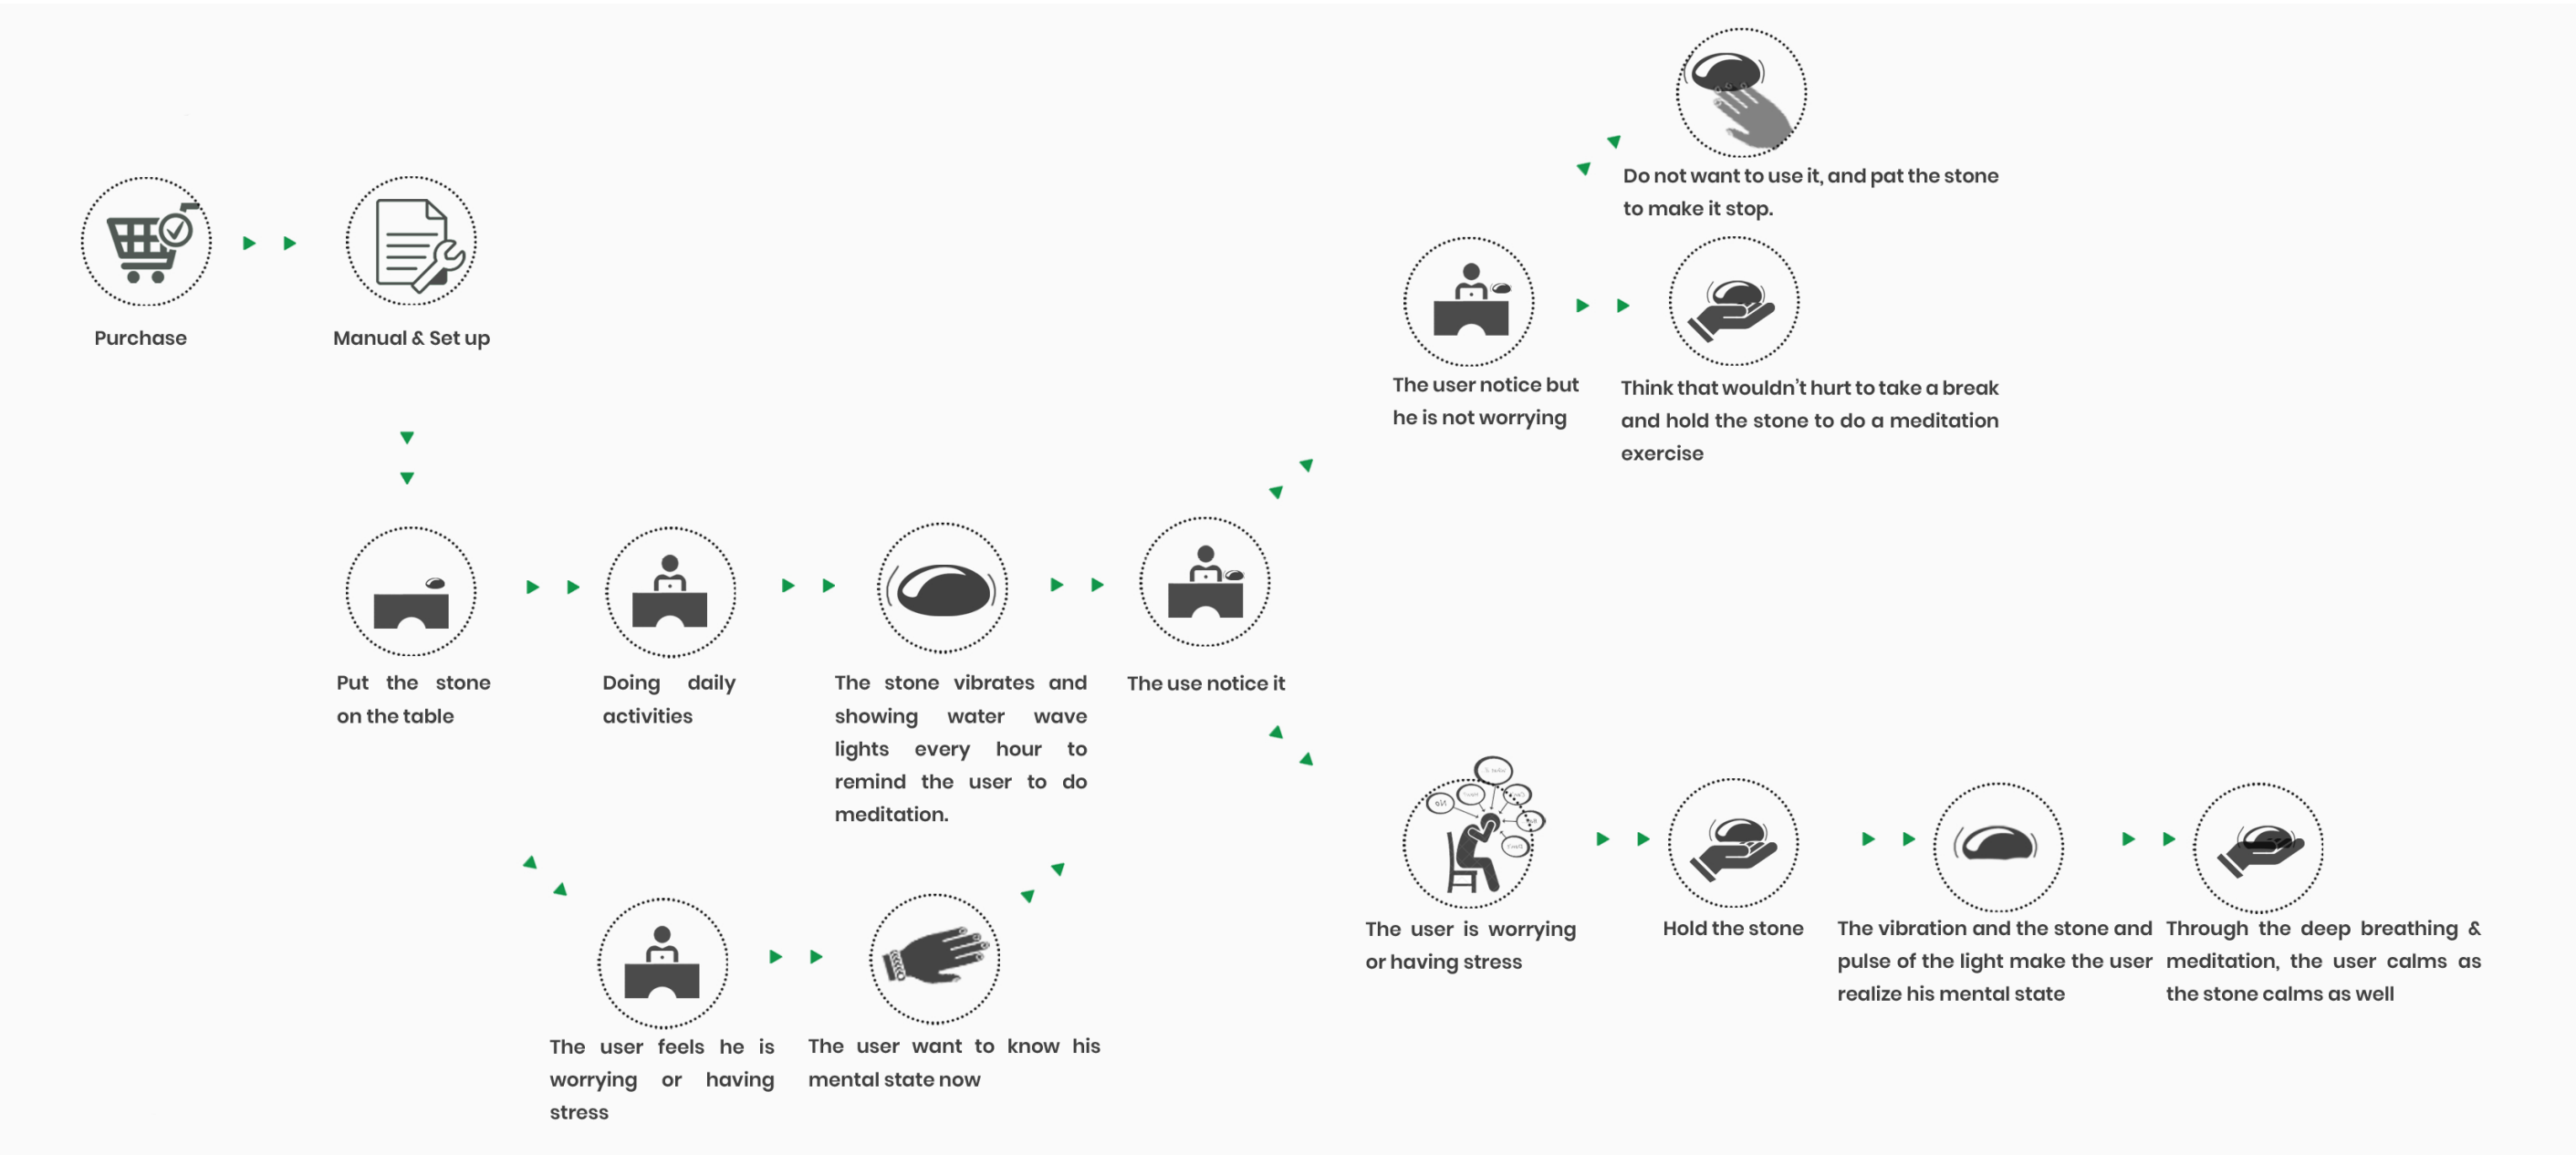 Purchase
Manual & Set up
Do not want to use it, and pat the stone
to make it stop.
The user notice but
he is not worrying
Think that wouldn't hurt to take a break
and hold the stone to do a meditation
exercise
Put the stone
on the table
Doing daily
activities
The stone vibrates and
showing water wave
lights every hour to
remind the user to do
meditation.
The use notice it
The user feels he is
worrying or having
stress
The user want to know his
mental state now
No
The user is worrying
or having stress
Hold the stone
The vibration and the stone and
pulse of the light make the user
realize his mental state
Through the deep breathing &
meditation, the user calms as
the stone calms as well